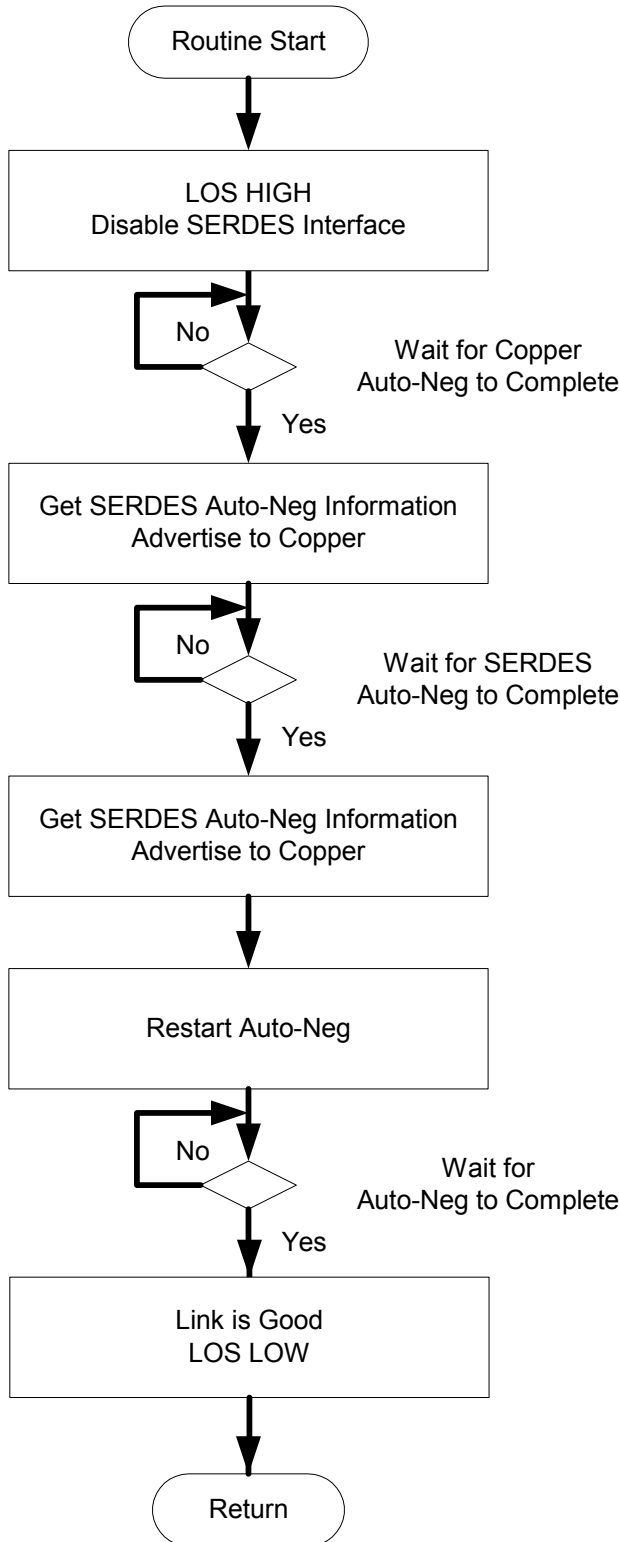 Routine Start
LOS HIGH
Disable SERDES Interface
No
Wait for Copper
Auto-Neg to Complete
Yes
Get SERDES Auto-Neg Information
Advertise to Copper
No
Wait for SERDES
Auto-Neg to Complete
Yes
Get SERDES Auto-Neg Information
Advertise to Copper
Restart Auto-Neg
No
Wait for
Auto-Neg to Complete
Yes
Link is Good
LOS LOW
Return